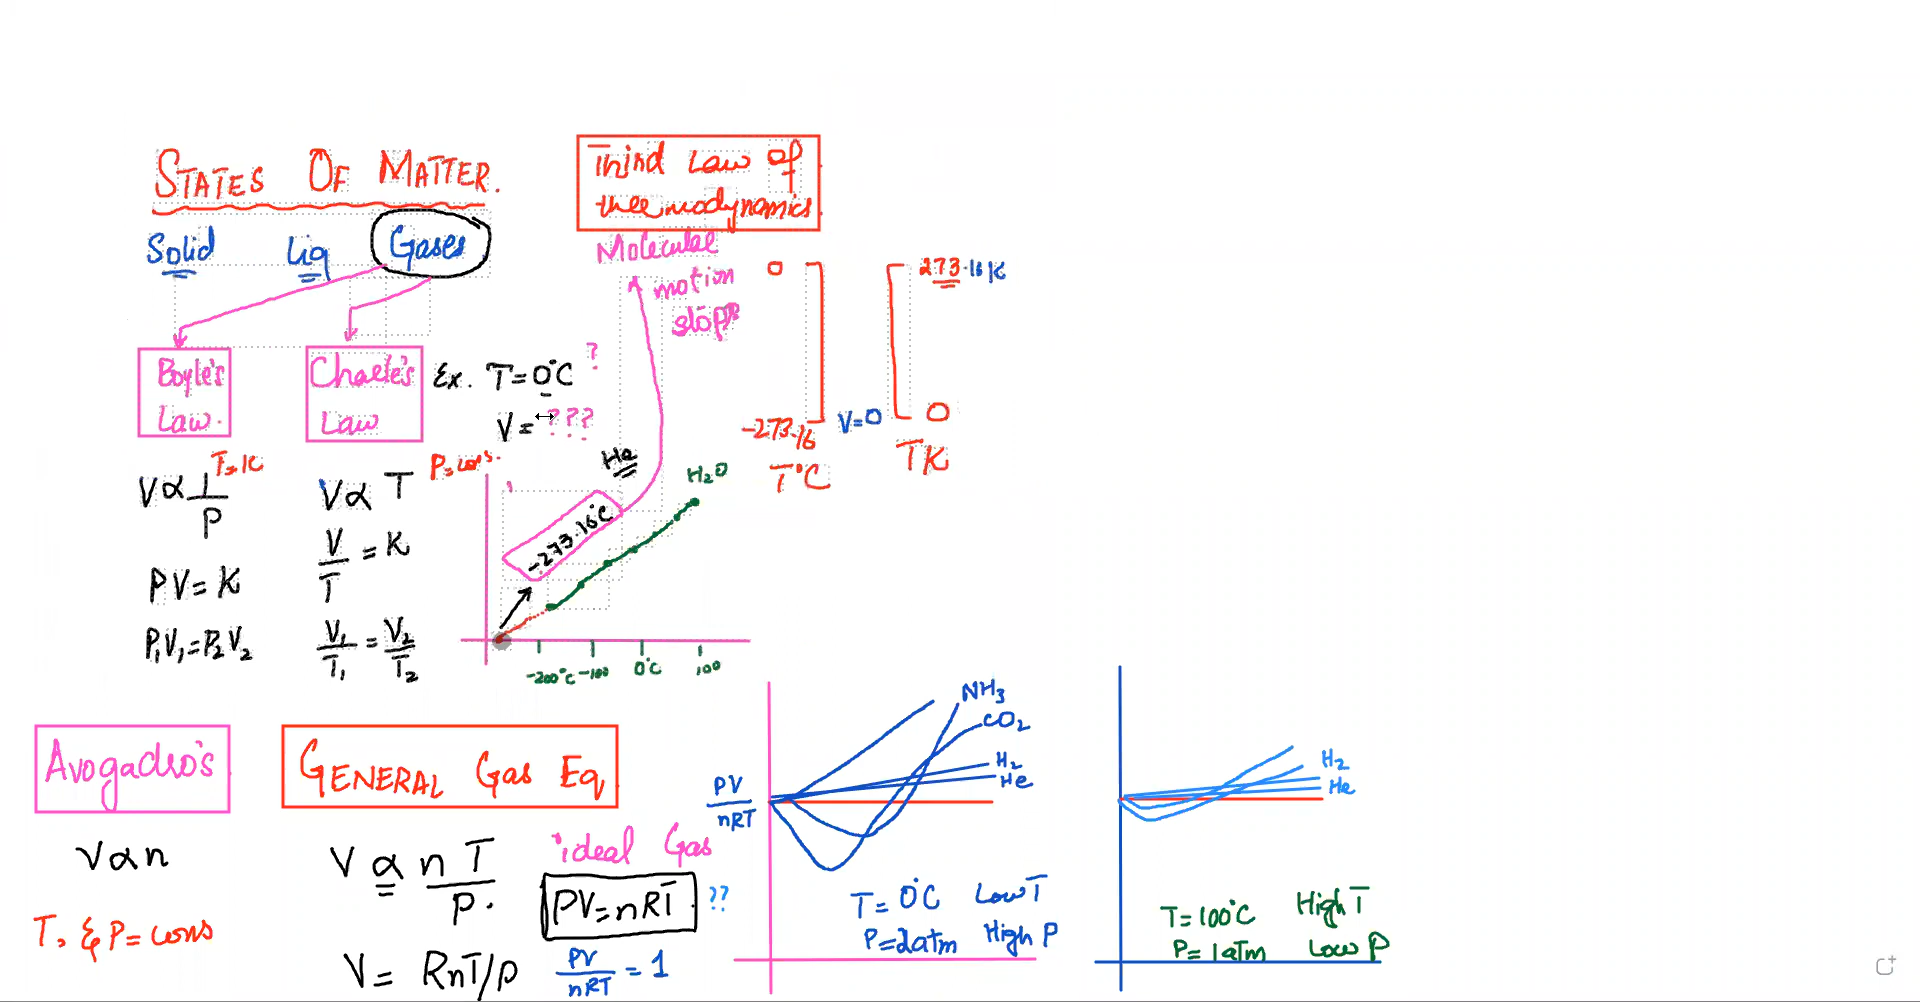 STATES OF MATTER.
Solid Liq Gases
Third Law of
thermodynamics
Molecular
motion
stops
0
-273.16
T°C
V=0
273.16 K
0
TK
Boyle's
Law.
Charle's
Law
Ex. T=0°C ?
V= ???
V∝1/P T=K
PV=K
P₁V₁=P₂V₂
V∝T P=cons.
V/T=K
V₁/T₁=V₂/T₂
He
H₂O
-273.16°C
-200°C -100 0°C 100
Avogadro's
V∝n
T, & P=cons
GENERAL Gas Eq
V∝nT/P.
V= RnT/P
ideal Gas
PV=nRT ??
PV/nRT=1
PV/nRT
NH₃
CO₂
H₂
He
T=0°C Low T
P=2atm High P
H₂
He
T=100°C High T
P=1atm Low P